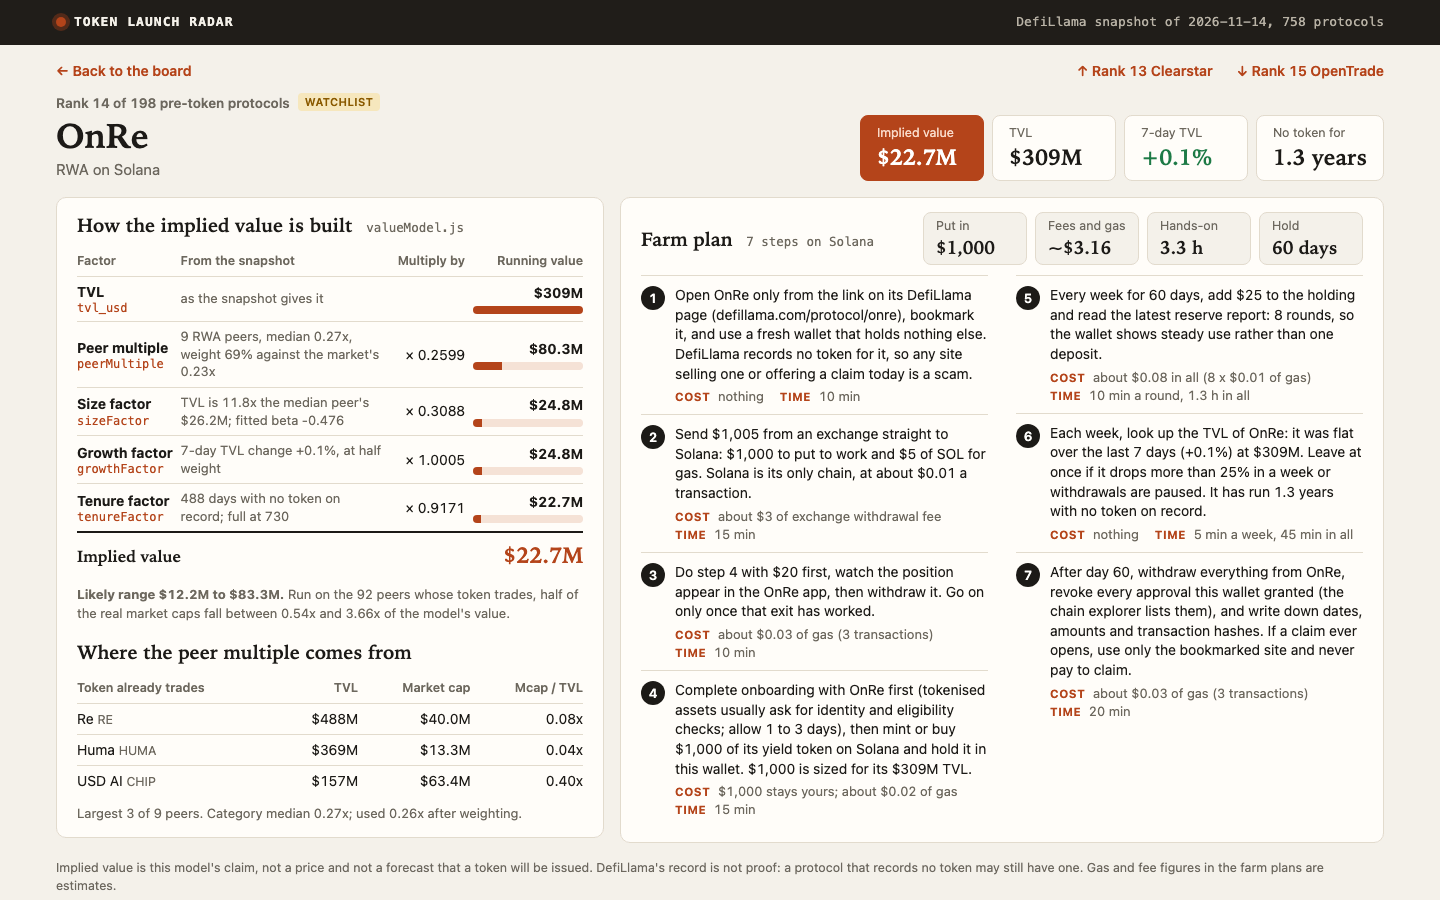 TOKEN LAUNCH RADAR
DefiLlama snapshot of 2026-11-14, 758 protocols
← Back to the board
↑ Rank 13 Clearstar
↓ Rank 15 OpenTrade
Rank 14 of 198 pre-token protocols WATCHLIST
OnRe
RWA on Solana
Implied value
$22.7M
TVL
$309M
7-day TVL
+0.1%
No token for
1.3 years
How the implied value is built valueModel.js
Factor From the snapshot Multiply by Running value
TVL
tvl_usd
as the snapshot gives it
$309M
Peer multiple
peerMultiple
9 RWA peers, median 0.27x,
weight 69% against the market's
0.23x
× 0.2599
$80.3M
Size factor
sizeFactor
TVL is 11.8x the median peer's
$26.2M; fitted beta -0.476
× 0.3088
$24.8M
Growth factor
growthFactor
7-day TVL change +0.1%, at half
weight
× 1.0005
$24.8M
Tenure factor
tenureFactor
488 days with no token on
record; full at 730
× 0.9171
$22.7M
Implied value $22.7M
Likely range $12.2M to $83.3M. Run on the 92 peers whose token trades, half of
the real market caps fall between 0.54x and 3.66x of the model's value.
Where the peer multiple comes from
Token already trades TVL Market cap Mcap / TVL
Re RE $488M $40.0M 0.08x
Huma HUMA $369M $13.3M 0.04x
USD AI CHIP $157M $63.4M 0.40x
Largest 3 of 9 peers. Category median 0.27x; used 0.26x after weighting.
Farm plan 7 steps on Solana
Put in
$1,000
Fees and gas
~$3.16
Hands-on
3.3 h
Hold
60 days
1
Open OnRe only from the link on its DefiLlama
page (defillama.com/protocol/onre), bookmark
it, and use a fresh wallet that holds nothing else.
DefiLlama records no token for it, so any site
selling one or offering a claim today is a scam.
COST nothing TIME 10 min
2
Send $1,005 from an exchange straight to
Solana: $1,000 to put to work and $5 of SOL for
gas. Solana is its only chain, at about $0.01 a
transaction.
COST about $3 of exchange withdrawal fee
TIME 15 min
3
Do step 4 with $20 first, watch the position
appear in the OnRe app, then withdraw it. Go on
only once that exit has worked.
COST about $0.03 of gas (3 transactions)
TIME 10 min
4
Complete onboarding with OnRe first (tokenised
assets usually ask for identity and eligibility
checks; allow 1 to 3 days), then mint or buy
$1,000 of its yield token on Solana and hold it in
this wallet. $1,000 is sized for its $309M TVL.
COST $1,000 stays yours; about $0.02 of gas
TIME 15 min
5
Every week for 60 days, add $25 to the holding
and read the latest reserve report: 8 rounds, so
the wallet shows steady use rather than one
deposit.
COST about $0.08 in all (8 x $0.01 of gas)
TIME 10 min a round, 1.3 h in all
6
Each week, look up the TVL of OnRe: it was flat
over the last 7 days (+0.1%) at $309M. Leave at
once if it drops more than 25% in a week or
withdrawals are paused. It has run 1.3 years
with no token on record.
COST nothing TIME 5 min a week, 45 min in all
7
After day 60, withdraw everything from OnRe,
revoke every approval this wallet granted (the
chain explorer lists them), and write down dates,
amounts and transaction hashes. If a claim ever
opens, use only the bookmarked site and never
pay to claim.
COST about $0.03 of gas (3 transactions)
TIME 20 min
Implied value is this model's claim, not a price and not a forecast that a token will be issued. DefiLlama's record is not proof: a protocol that records no token may still have one. Gas and fee figures in the farm plans are
estimates.